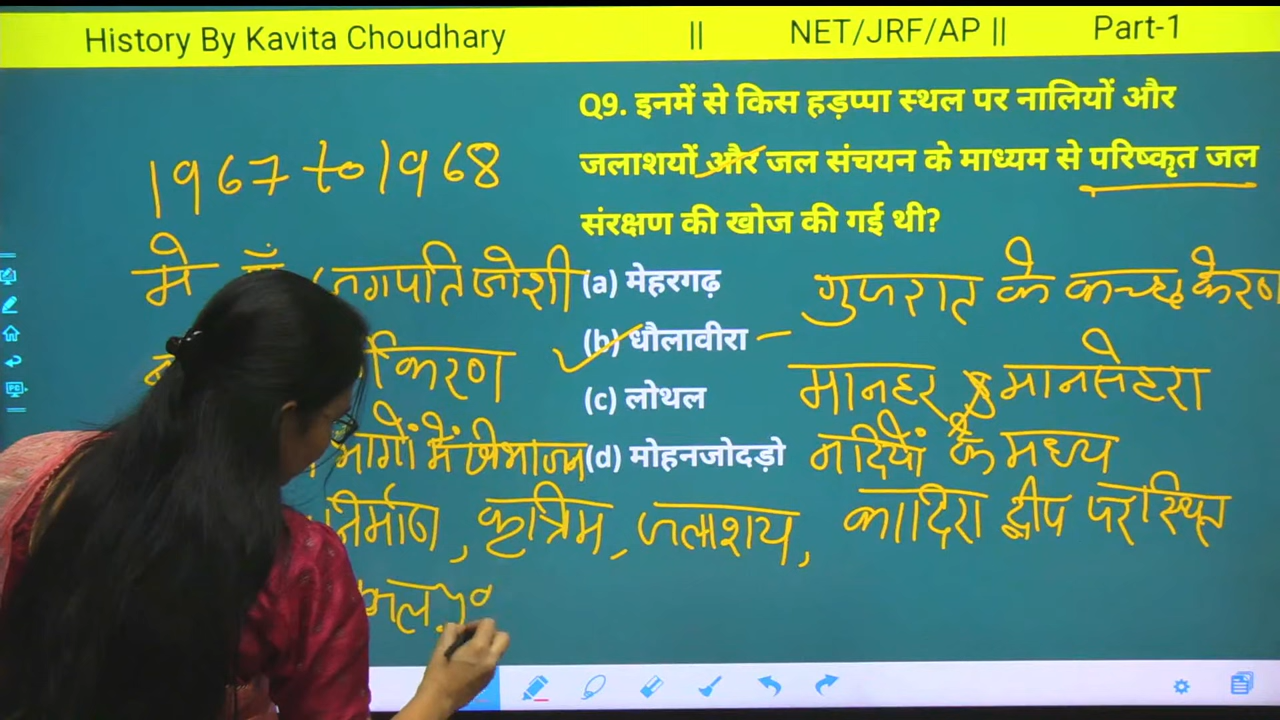 History By Kavita Choudhary || NET/JRF/AP || Part-1
Q9. इनमें से किस हड़प्पा स्थल पर नालियों और
जलाशयों और जल संचयन के माध्यम से परिष्कृत जल
संरक्षण की खोज की गई थी?
(a) मेहरगढ़
(b) धौलावीरा
(c) लोथल
(d) मोहनजोदड़ो
1967 to 1968
मे जगपति जोशी
करण
भागों में विभाजन
निर्माण, कृत्रिम, जलाशय,
गुजरात के कच्छ के रण
मानहर & मानसेहरा
नदियों के मध्य
कादिरा द्वीप पर स्थित